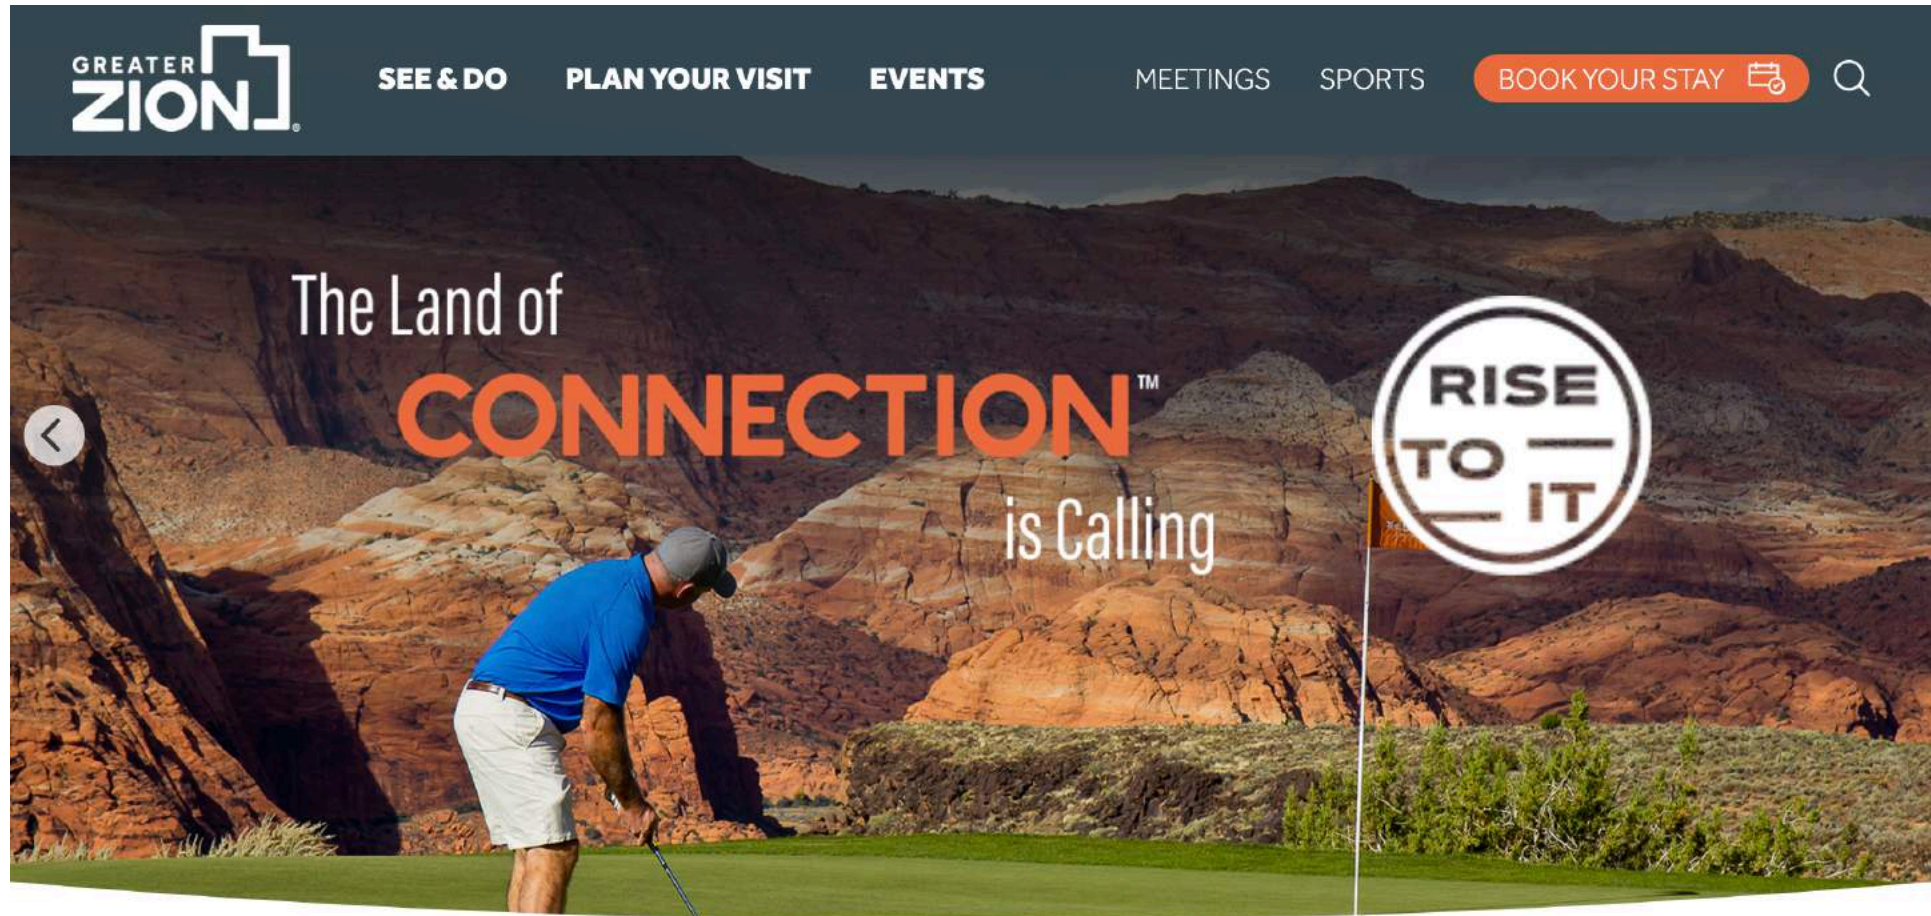 GREATER
ZION®
SEE & DO
PLAN YOUR VISIT
EVENTS
MEETINGS
SPORTS
BOOK YOUR STAY
The Land of
CONNECTION™
is Calling
RISE
TO
IT